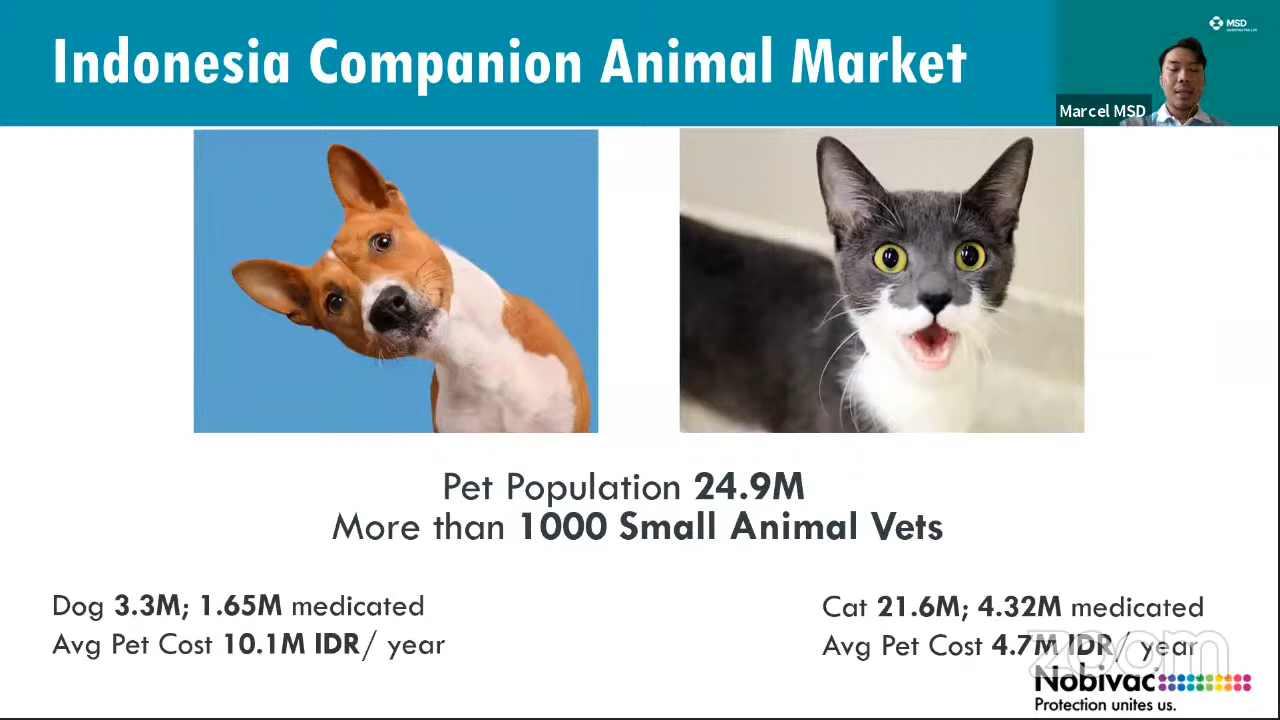 Indonesia Companion Animal Market
MSD
Marcel MSD
Pet Population 24.9M
More than 1000 Small Animal Vets
Dog 3.3M; 1.65M medicated
Avg Pet Cost 10.1M IDR/ year
Cat 21.6M; 4.32M medicated
Avg Pet Cost 4.7M IDR/ year
zoom
Nobivac
Protection unites us.